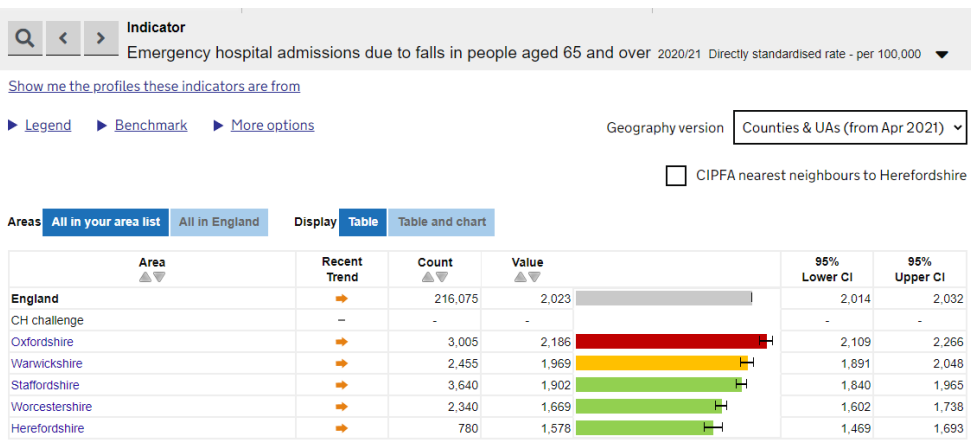 Indicator
Emergency hospital admissions due to falls in people aged 65 and over 2020/21 Directly standardised rate - per 100,000
Show me the profiles these indicators are from
Legend Benchmark More options
Geography version Counties & UAs (from Apr 2021)
CIPFA nearest neighbours to Herefordshire
Areas All in your area list All in England Display Table Table and chart
Area Recent Trend Count Value 95% Lower CI 95% Upper CI
England 216,075 2,023 2,014 2,032
CH challenge – - - - -
Oxfordshire 3,005 2,186 2,109 2,266
Warwickshire 2,455 1,969 1,891 2,048
Staffordshire 3,640 1,902 1,840 1,965
Worcestershire 2,340 1,669 1,602 1,738
Herefordshire 780 1,578 1,469 1,693